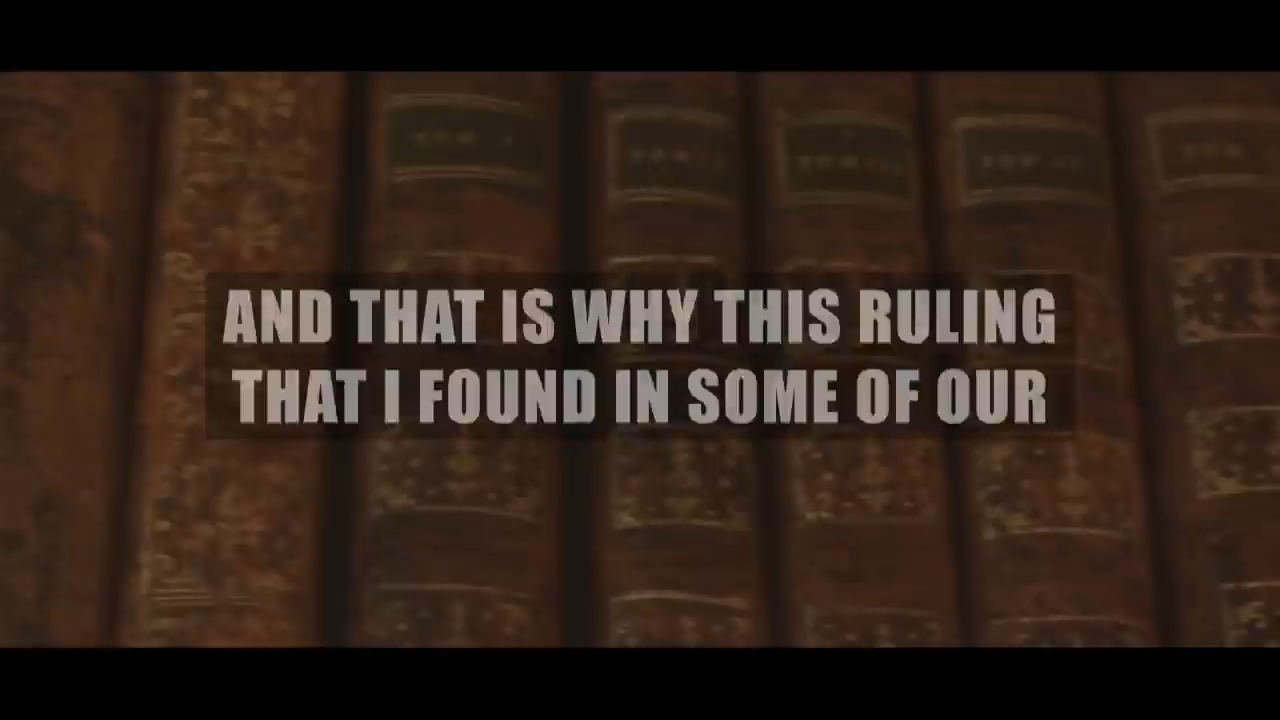 AND THAT IS WHY THIS RULING
THAT I FOUND IN SOME OF OUR